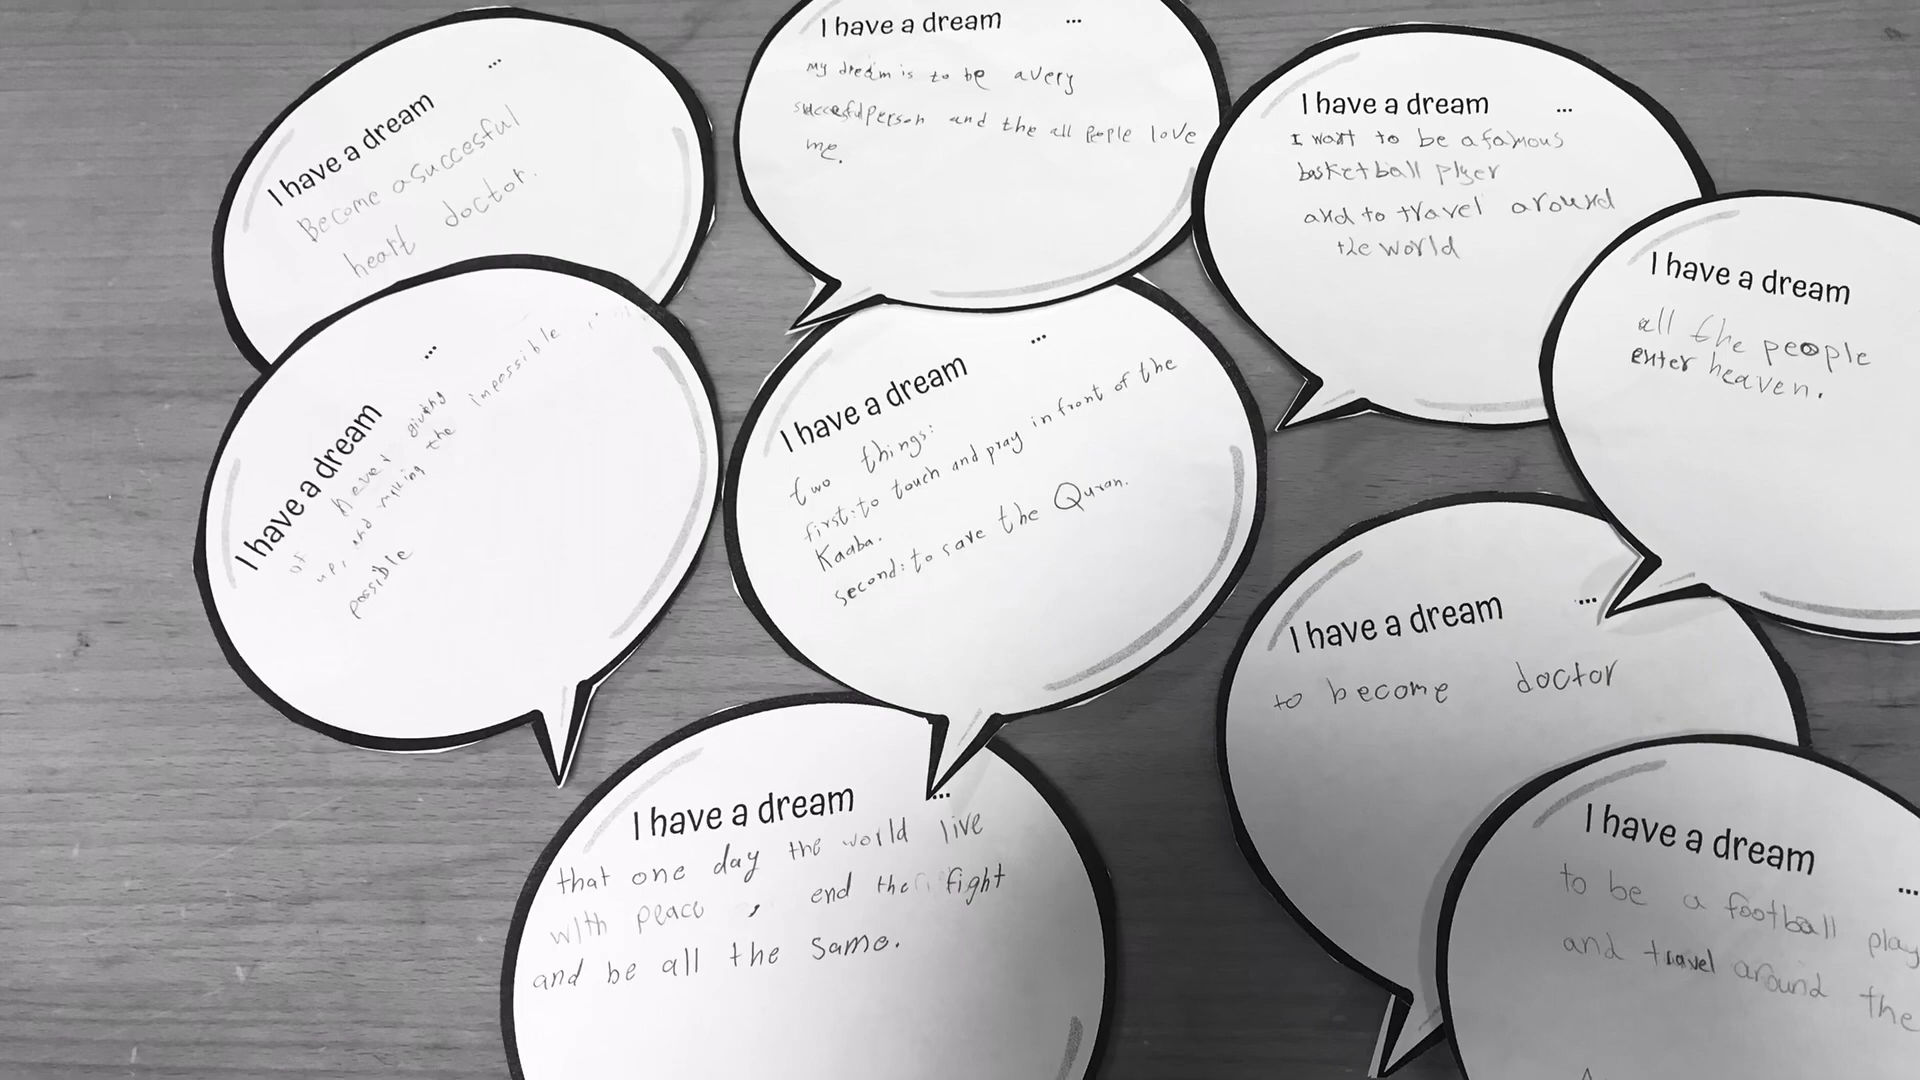 I have a dream ...
Become a succesful
heart doctor.
I have a dream ...
My dream is to be a very
succesful person and the all people love
me.
I have a dream ...
I want to be a famous
basketball plyer
and to travel around
the world
I have a dream
all the people
enter heaven.
I have a dream ...
of never giving
up, and making the impossible
possible
I have a dream ...
two things:
first: to touch and pray in front of the
Kaaba.
second: to save the Quran.
I have a dream ...
to become doctor
I have a dream ...
that one day the world live
with peace, end the fight
and be all the same.
I have a dream ...
to be a football play
and travel around the